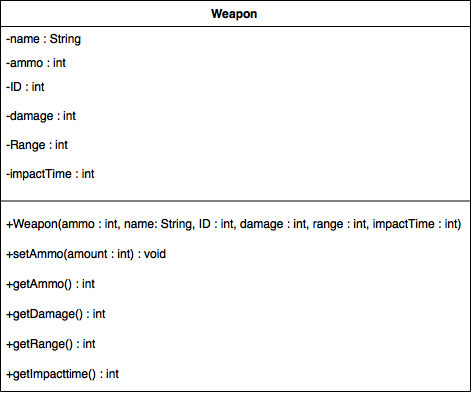 Weapon
-name : String
-ammo : int
-ID : int
-damage : int
-Range : int
-impactTime : int
+Weapon(ammo : int, name: String, ID : int, damage : int, range : int, impactTime : int)
+setAmmo(amount : int) : void
+getAmmo() : int
+getDamage() : int
+getRange() : int
+getImpacttime() : int